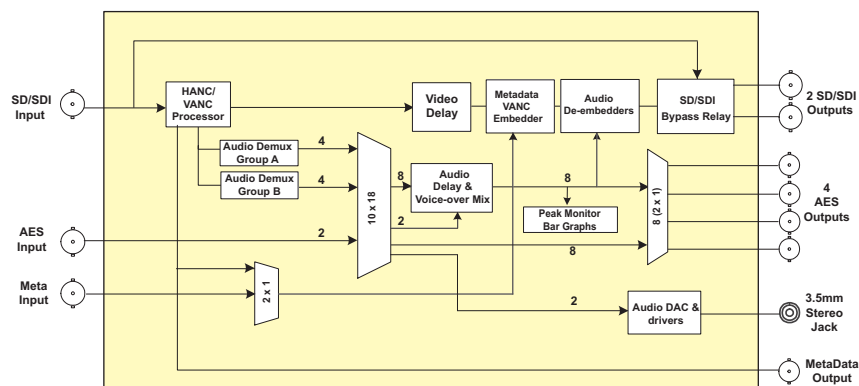 SD/SDI
Input
HANC/
VANC
Processor
Video
Delay
Metadata
VANC
Embedder
Audio
De-embedders
SD/SDI
Bypass Relay
2 SD/SDI
Outputs
Audio Demux
Group A
4
Audio Demux
Group B
4
10 x 18
8
2
Audio
Delay &
Voice-over Mix
8
Peak Monitor
Bar Graphs
8 (2 x 1)
4
AES
Outputs
AES
Input
2
8
Meta
Input
2 x 1
2
Audio DAC &
drivers
3.5mm
Stereo
Jack
MetaData
Output